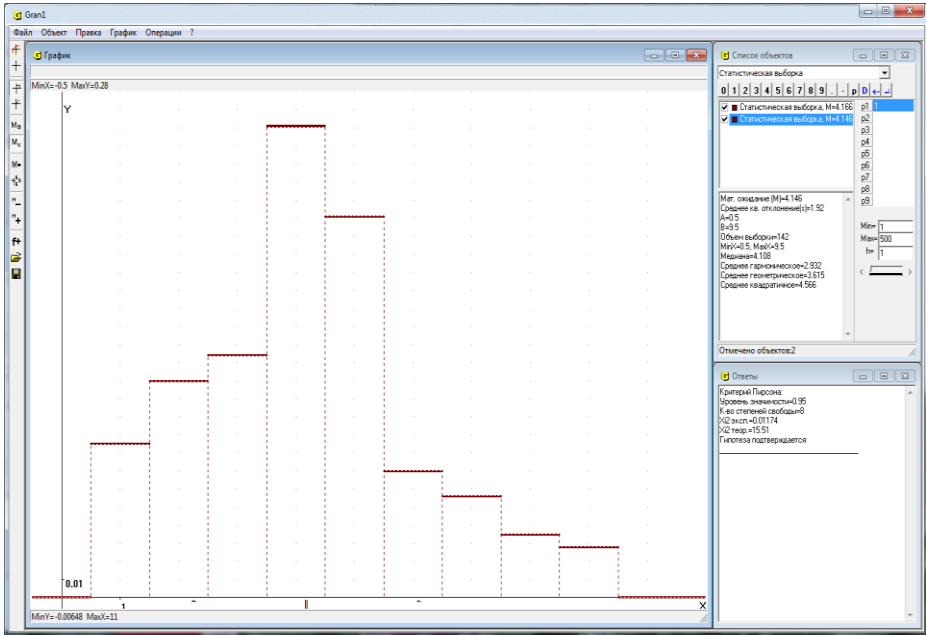 Gran1
Файл Объект Правка График Операции ?
График
MinX=-0.5 MaxY=0.28
Y
0.01
1
X
MinY=-0.00648 MaxX=11
Список объектов
Статистическая выборка
0 1 2 3 4 5 6 7 8 9 . - p D
Статистическая выборка, M=4.166
Статистическая выборка, M=4.146
p1 1
p2
p3
p4
p5
p6
p7
p8
p9
Мат. ожидание (M)=4.146
Среднее кв. отклонение(s)=1.92
A=0.5
B=9.5
Объем выборки=142
MinX=0.5, MaxX=9.5
Медиана=4.108
Среднее гармоническое=2.932
Среднее геометрическое=3.615
Среднее квадратичное=4.566
Min= 1
Max= 500
h= 1
Отмечено объектов:2
Ответы
Критерий Пирсона:
Уровень значимости=0.95
К-во степеней свободы=8
Xi2 эксп.=0.01174
Xi2 теор.=15.51
Гипотеза подтверждается